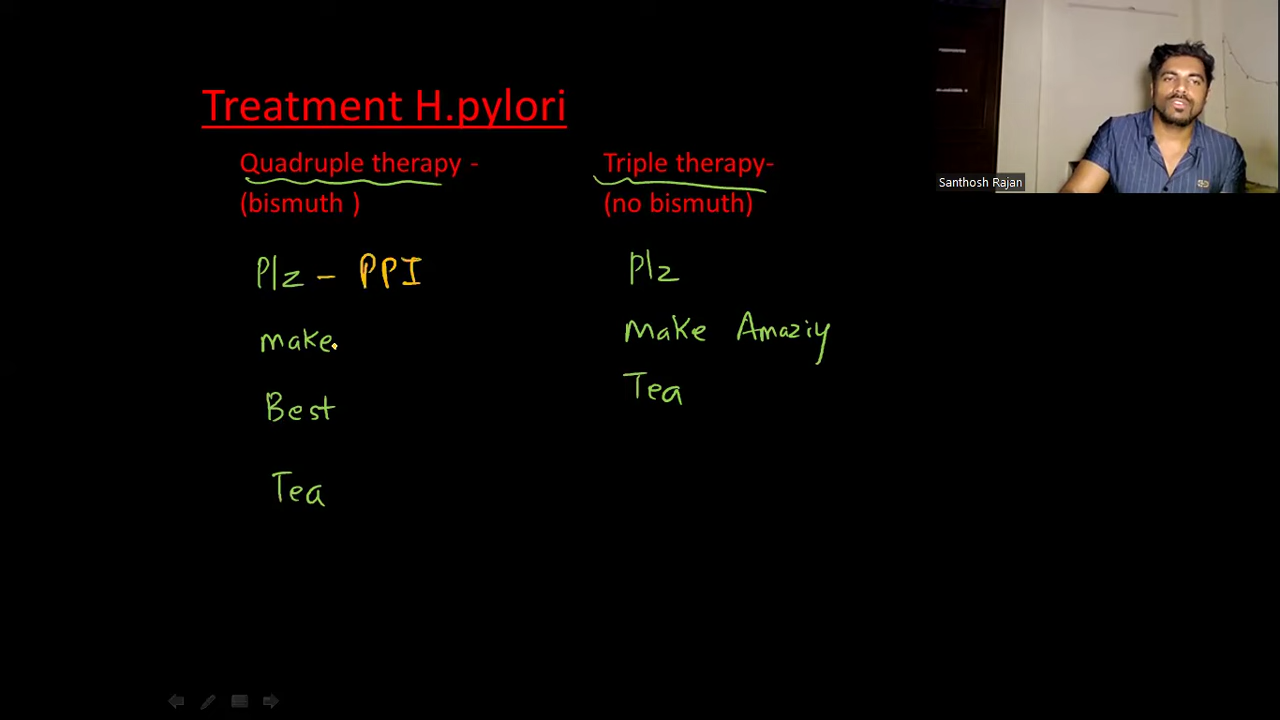 Treatment H.pylori
Quadruple therapy -
(bismuth )
Plz - PPI
make
Best
Tea
Triple therapy-
(no bismuth)
Plz
Make Amaziy
Tea
Santhosh Rajan